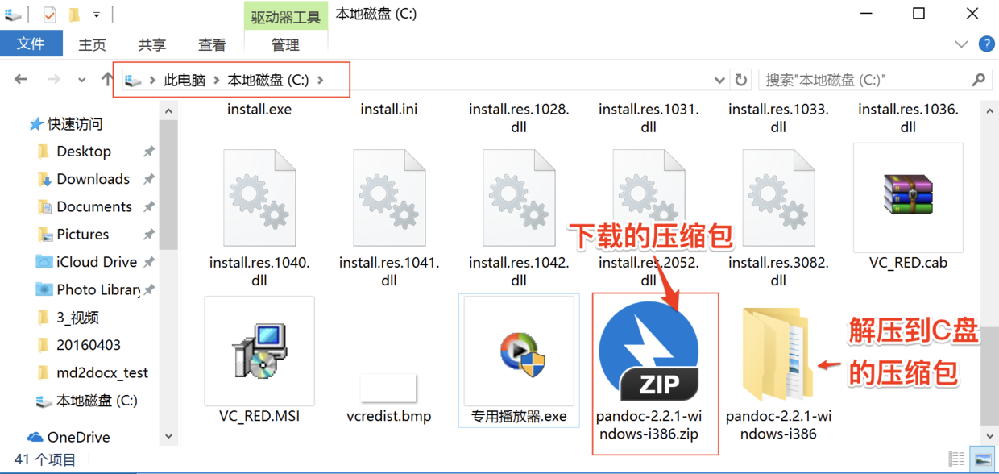 驱动器工具
本地磁盘 (C:)
文件
主页
共享
查看
管理
?
此电脑
本地磁盘 (C:)
搜索"本地磁盘 (C:)"
快速访问
Desktop
Downloads
Documents
Pictures
iCloud Drive
Photo Library
3_视频
20160403
md2docx_test
本地磁盘 (C:)
OneDrive
install.exe
install.ini
install.res.1028.
dll
install.res.1031.
dll
install.res.1033.
dll
install.res.1036.
dll
下载的压缩包
install.res.1040.
dll
install.res.1041.
dll
install.res.1042.
dll
install.res.2052.
dll
install.res.3082.
dll
VC_RED.cab
VC_RED.MSI
vcredist.bmp
专用播放器.exe
ZIP
pandoc-2.2.1-wi
ndows-i386.zip
pandoc-2.2.1-wi
ndows-i386
解压到C盘
的压缩包
41 个项目